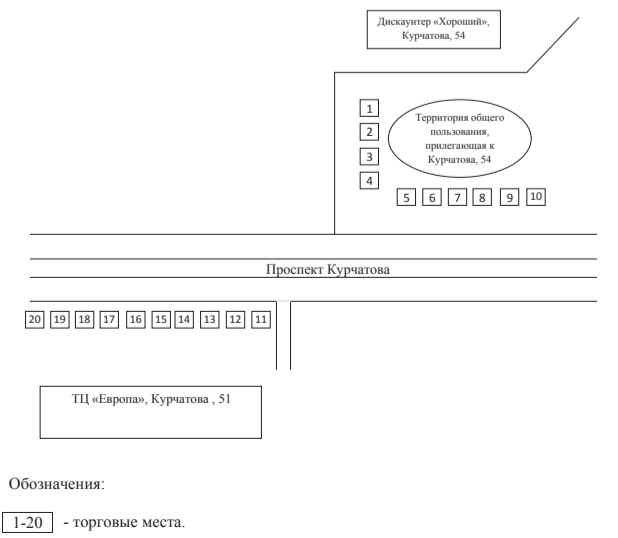 Дискаунтер «Хороший»,
Курчатова, 54
1
2
3
4
Территория общего
пользования,
прилегающая к
Курчатова, 54
5 6 7 8 9 10
Проспект Курчатова
20 19 18 17 16 15 14 13 12 11
ТЦ «Европа», Курчатова , 51
Обозначения:
1-20 - торговые места.